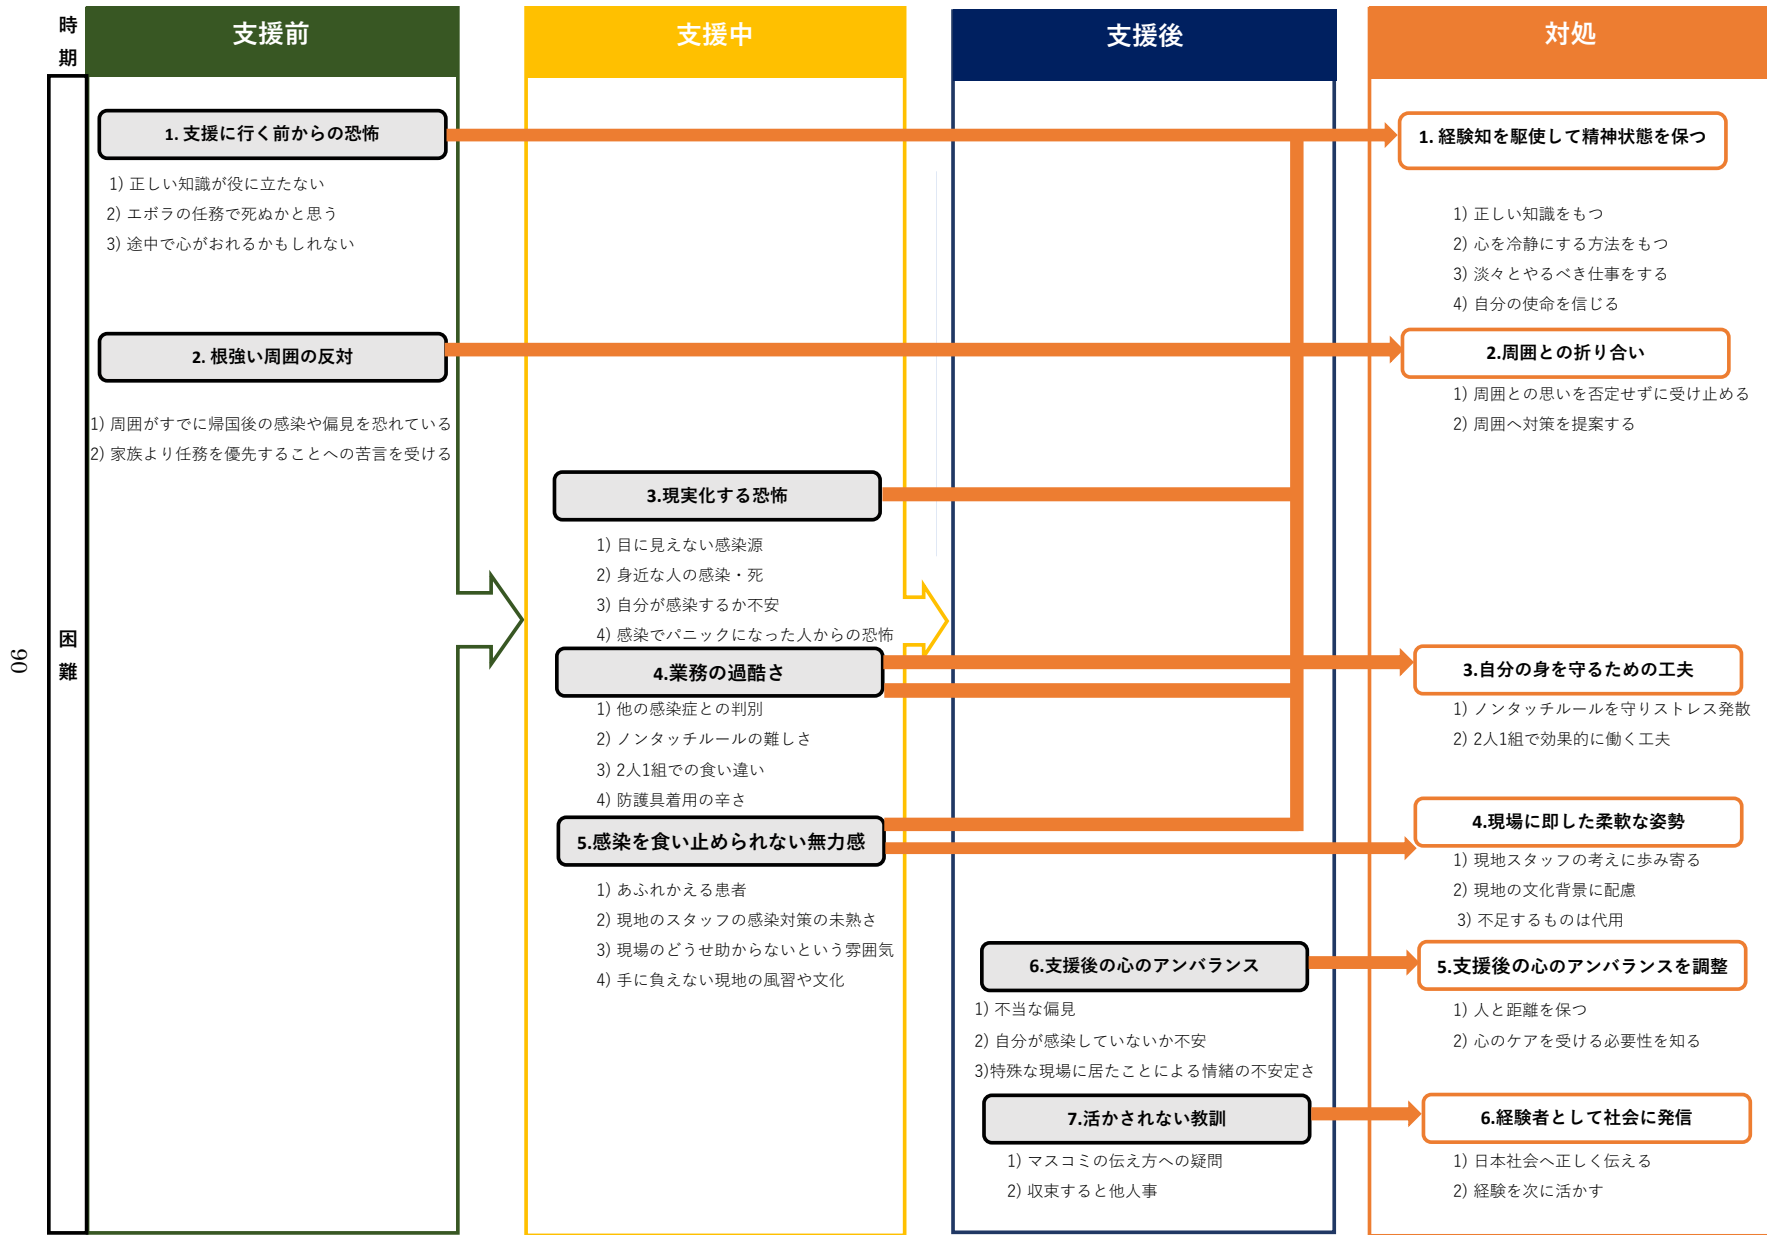 時期
支援前
支援中
支援後
対処
困難
1. 支援に行く前からの恐怖
1) 正しい知識が役に立たない
2) エボラの任務で死ぬかと思う
3) 途中で心がおれるかもしれない
2. 根強い周囲の反対
1) 周囲がすでに帰国後の感染や偏見を恐れている
2) 家族より任務を優先することへの苦言を受ける
3.現実化する恐怖
1) 目に見えない感染源
2) 身近な人の感染・死
3) 自分が感染するか不安
4) 感染でパニックになった人からの恐怖
4.業務の過酷さ
1) 他の感染症との判別
2) ノンタッチルールの難しさ
3) 2人1組での食い違い
4) 防護具着用の辛さ
5.感染を食い止められない無力感
1) あふれかえる患者
2) 現地のスタッフの感染対策の未熟さ
3) 現場のどうせ助からないという雰囲気
4) 手に負えない現地の風習や文化
6.支援後の心のアンバランス
1) 不当な偏見
2) 自分が感染していないか不安
3)特殊な現場に居たことによる情緒の不安定さ
7.活かされない教訓
1) マスコミの伝え方への疑問
2) 収束すると他人事
1. 経験知を駆使して精神状態を保つ
1) 正しい知識をもつ
2) 心を冷静にする方法をもつ
3) 淡々とやるべき仕事をする
4) 自分の使命を信じる
2.周囲との折り合い
1) 周囲との思いを否定せずに受け止める
2) 周囲へ対策を提案する
3.自分の身を守るための工夫
1) ノンタッチルールを守りストレス発散
2) 2人1組で効果的に働く工夫
4.現場に即した柔軟な姿勢
1) 現地スタッフの考えに歩み寄る
2) 現地の文化背景に配慮
3) 不足するものは代用
5.支援後の心のアンバランスを調整
1) 人と距離を保つ
2) 心のケアを受ける必要性を知る
6.経験者として社会に発信
1) 日本社会へ正しく伝える
2) 経験を次に活かす
90